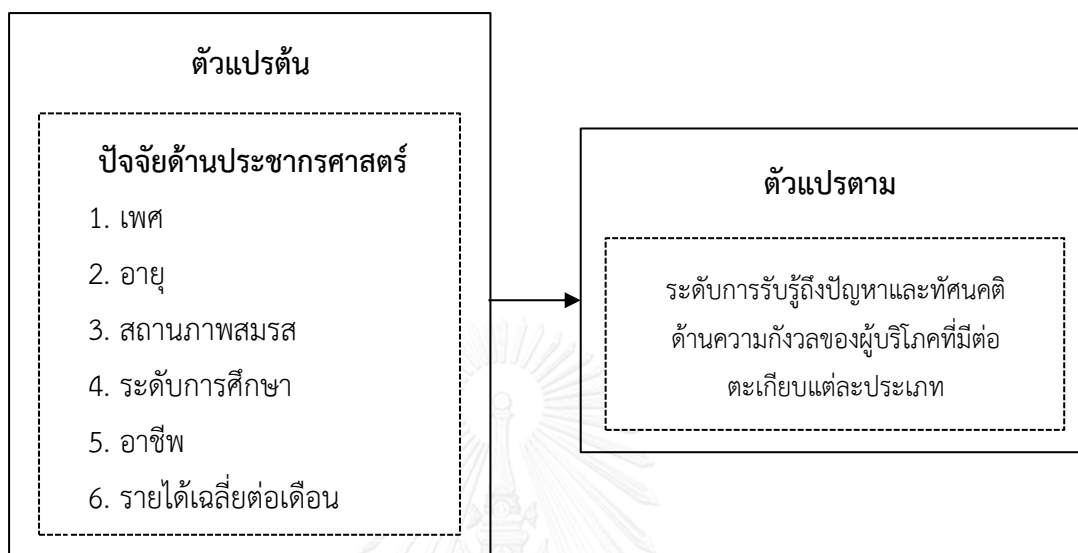 ตัวแปรต้น
ปัจจัยด้านประชากรศาสตร์
1. เพศ
2. อายุ
3. สถานภาพสมรส
4. ระดับการศึกษา
5. อาชีพ
6. รายได้เฉลี่ยต่อเดือน
ตัวแปรตาม
ระดับการรับรู้ถึงปัญหาและทัศนคติ
ด้านความกังวลของผู้บริโภคที่มีต่อ
ตะเกียบแต่ละประเภท